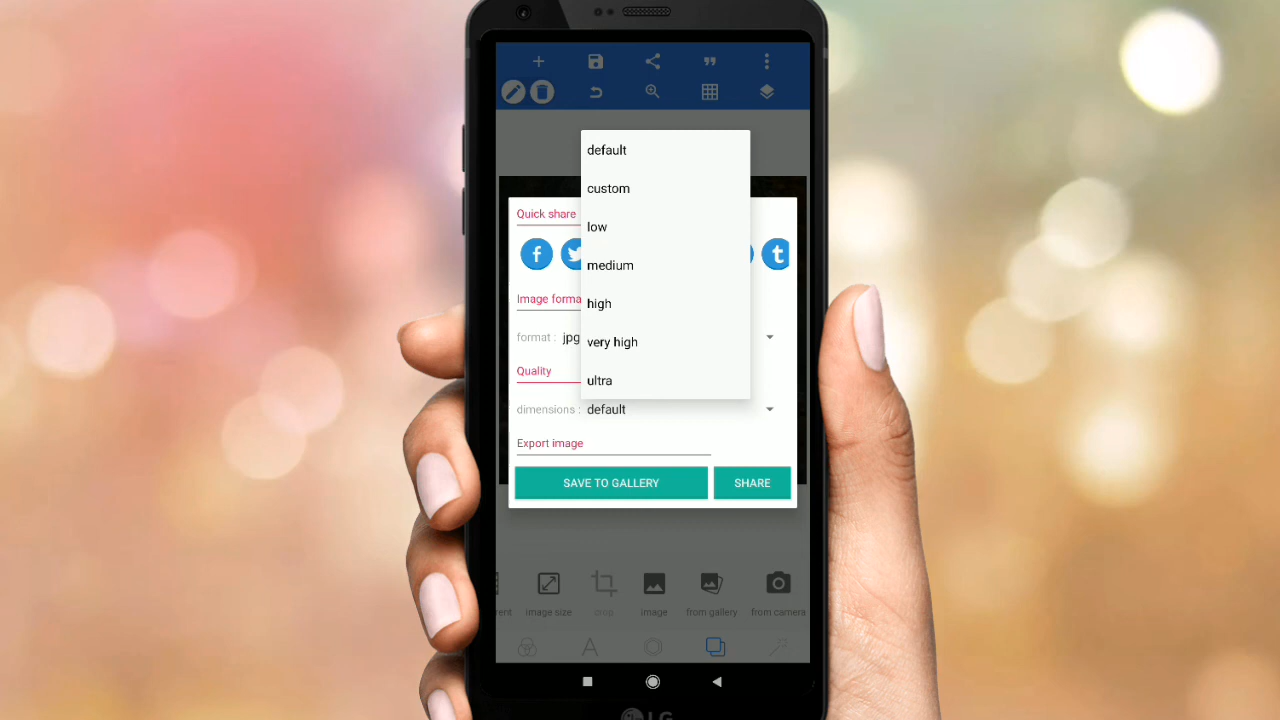 default
custom
Quick share
low
medium
Image forma
high
format : jpg
very high
Quality
ultra
dimensions : default
Export image
SAVE TO GALLERY
SHARE
rent
image size
crop
image
from gallery
from camera
LG